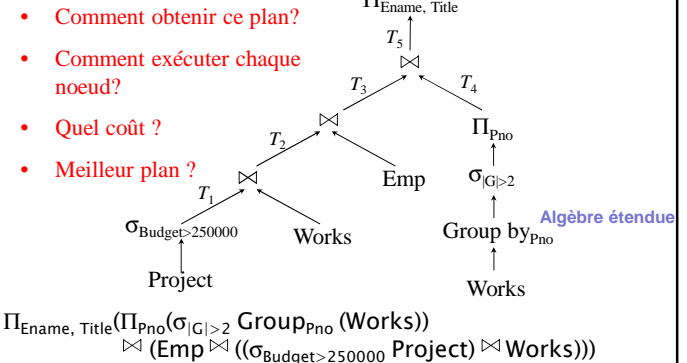 • Comment obtenir ce plan?
• Comment exécuter chaque
noeud?
• Quel coût ?
• Meilleur plan ?
Π Ename, Title
T5
⋈
T3
T4
⋈
ΠPno
T2
Emp
σ|G|>2
⋈
T1
Algèbre étendue
σBudget>250000
Works
Group byPno
Project
Works
ΠEname, Title(ΠPno(σ|G|>2 GroupPno (Works))
⋈ (Emp ⋈ ((σBudget>250000 Project) ⋈ Works)))